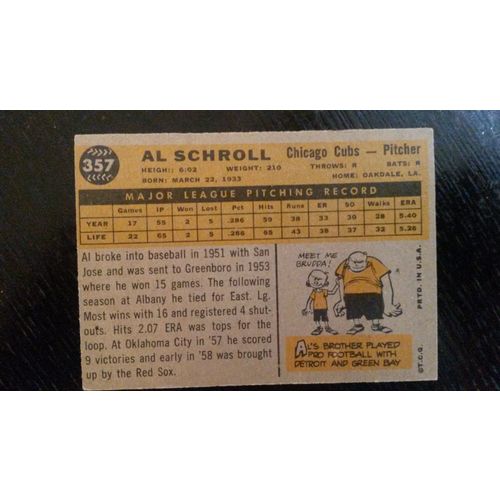 357
AL SCHROLL Chicago Cubs — Pitcher
HEIGH: 6:02 WEIGHT: 210 THROWS: R BATS: R
BORN: MARCH 22, 1933 HOME: OAKDALE, LA.
MAJOR LEAGUE PITCHING RECORD
Games IP Won Lost Pct Hits Runs ER SO Walks ERA
YEAR 17 55 2 5 .286 59 38 33 30 28 5.40
LIFE 22 65 2 5 .286 65 43 38 37 32 5.26
Al broke into baseball in 1951 with San
Jose and was sent to Greenboro in 1953
where he won 15 games. The following
season at Albany he tied for East. Lg.
Most wins with 16 and registered 4 shut-
outs. Hits 2.07 ERA was tops for the
loop. At Oklahoma City in '57 he scored
9 victories and early in '58 was brought
up by the Red Sox.
MEET MY
BRUDDA!
AL'S BROTHER PLAYED
PRO FOOTBALL WITH
DETROIT AND GREEN BAY
©T.C.G. PRTD. IN U.S.A.